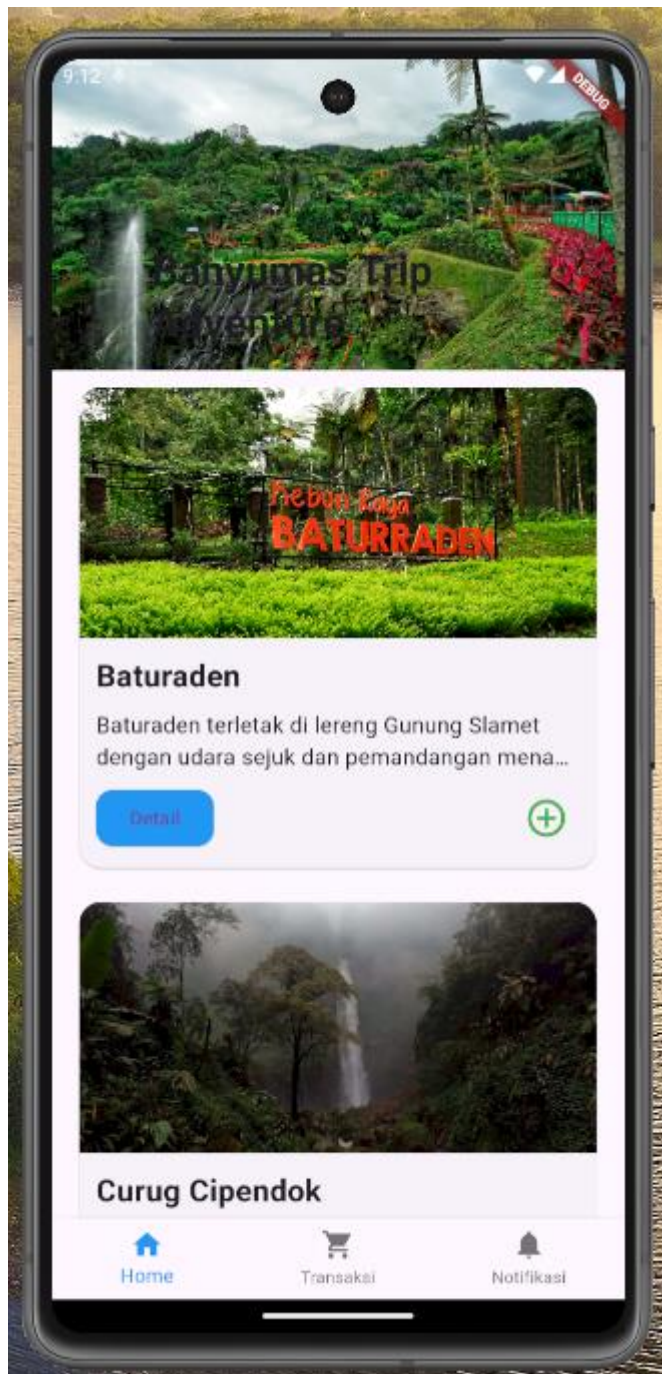 9:12
DEBUG
Banyumas Trip
Adventure
Kebun Raya
BATURRADEN
Baturaden
Baturaden terletak di lereng Gunung Slamet
dengan udara sejuk dan pemandangan mena...
Detail
Curug Cipendok
Home
Transaksi
Notifikasi